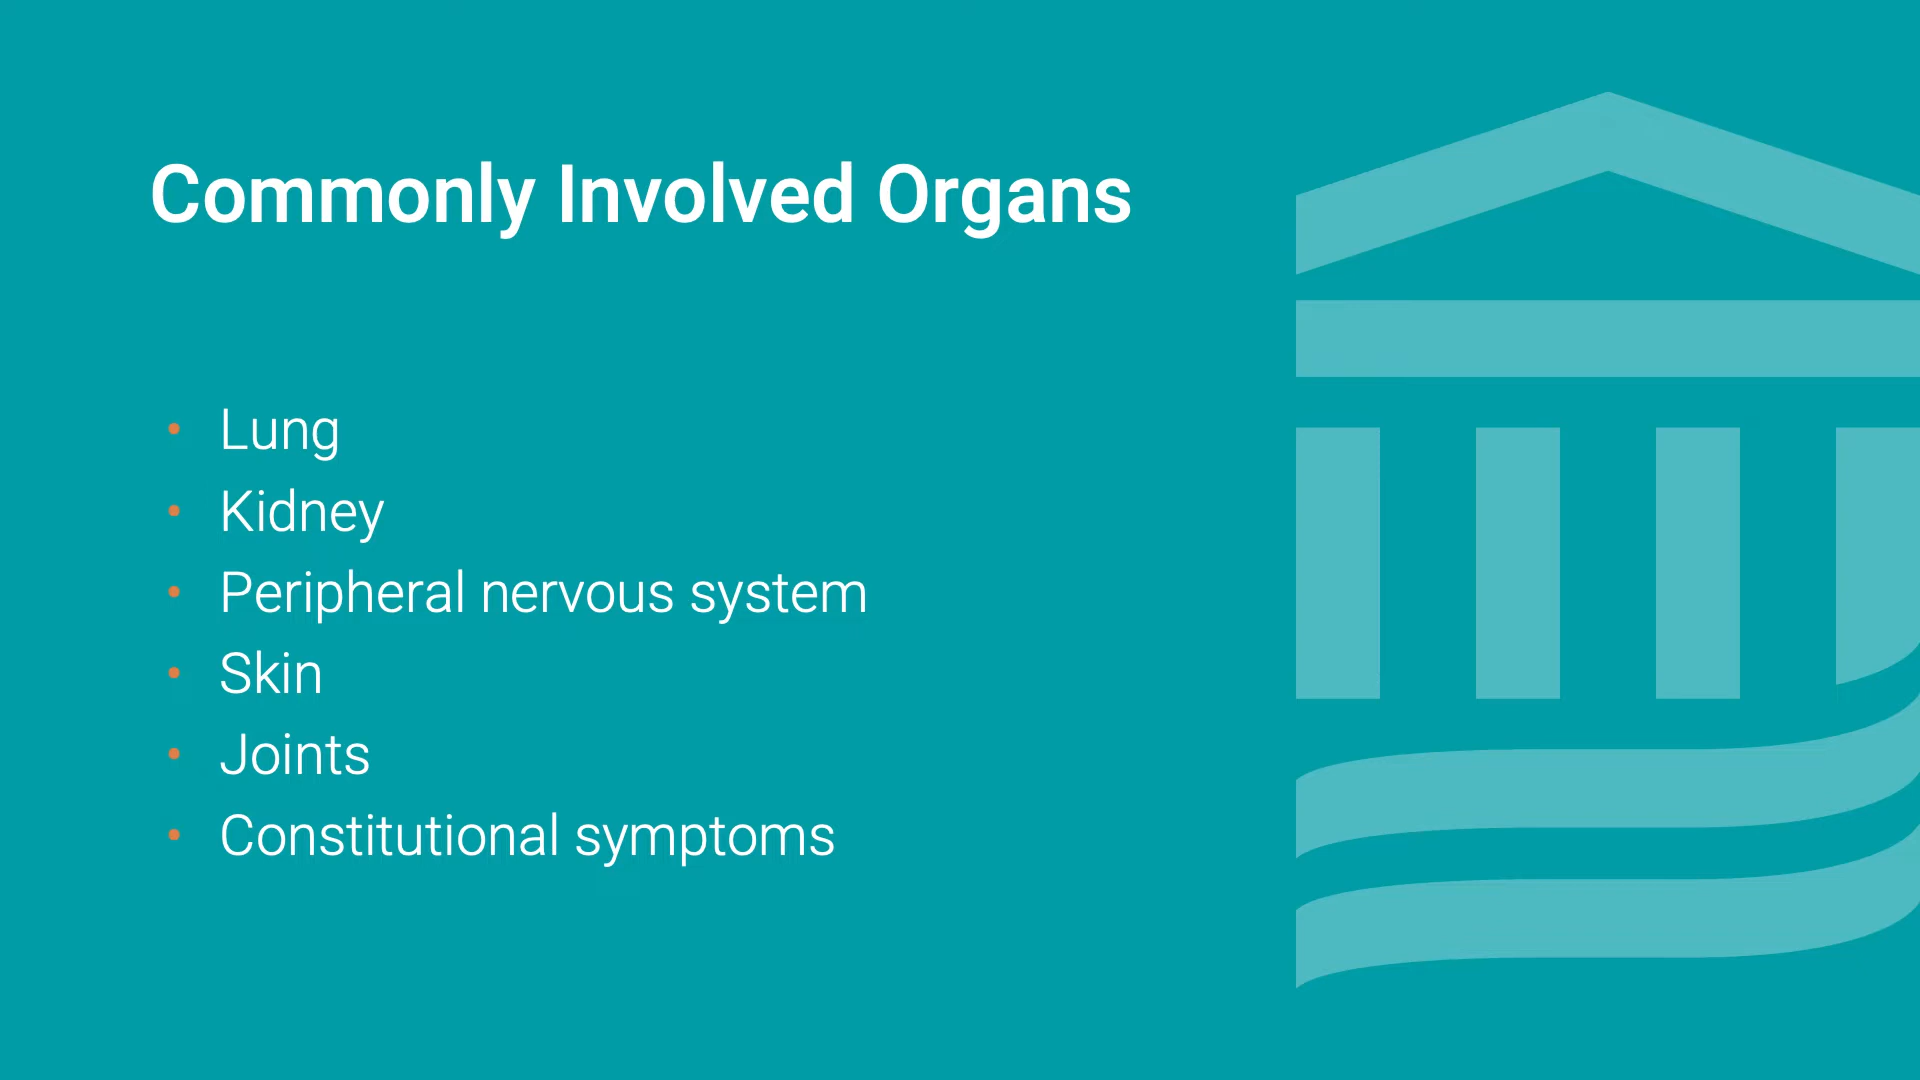 Commonly Involved Organs
• Lung
• Kidney
• Peripheral nervous system
• Skin
• Joints
• Constitutional symptoms